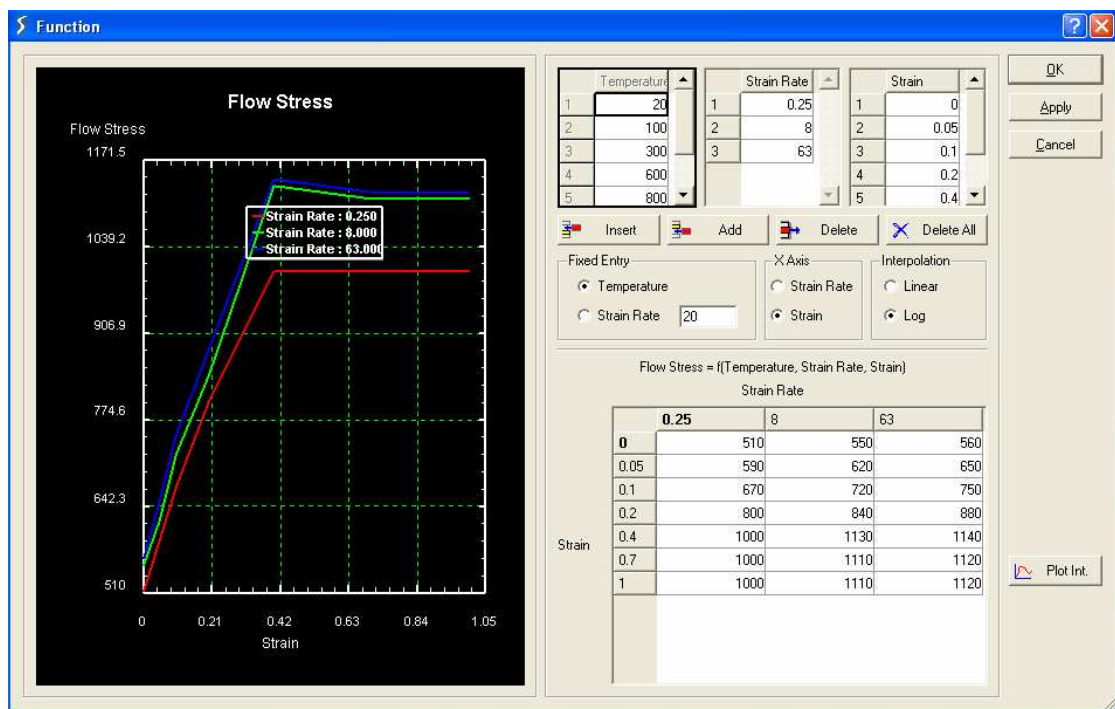 Function
Flow Stress
Flow Stress
1171.5
1039.2
906.9
774.6
642.3
510
0 0.21 0.42 0.63 0.84 1.05
Strain
Strain Rate : 0.250
Strain Rate : 8.000
Strain Rate : 63.000
Temperature
1 20
2 100
3 300
4 600
5 800
Strain Rate
1 0.25
2 8
3 63
Strain
1 0
2 0.05
3 0.1
4 0.2
5 0.4
OK
Apply
Cancel
Insert Add Delete Delete All
Fixed Entry
Temperature
Strain Rate 20
X Axis
Strain Rate
Strain
Interpolation
Linear
Log
Flow Stress = f(Temperature, Strain Rate, Strain)
Strain Rate
0.25 8 63
0 510 550 560
0.05 590 620 650
0.1 670 720 750
0.2 800 840 880
Strain
0.4 1000 1130 1140
0.7 1000 1110 1120
1 1000 1110 1120
Plot Int.